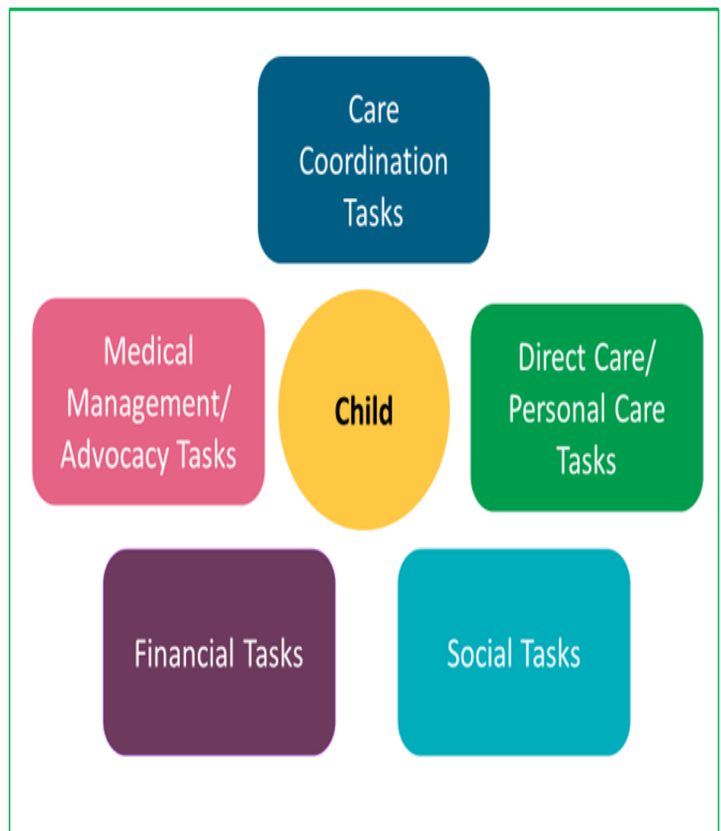 Care
Coordination
Tasks
Medical
Management/
Advocacy Tasks
Child
Direct Care/
Personal Care
Tasks
Financial Tasks
Social Tasks